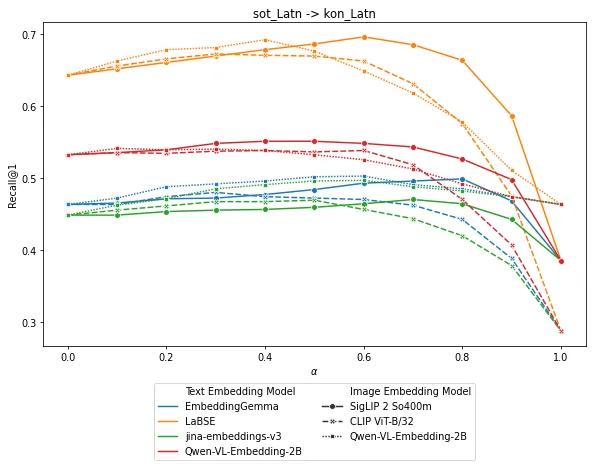 sot_Latn -> kon_Latn
Recall@1
0.7
0.6
0.5
0.4
0.3
0.0 0.2 0.4 0.6 0.8 1.0
α
Text Embedding Model Image Embedding Model
EmbeddingGemma SigLIP 2 So400m
LaBSE CLIP ViT-B/32
jina-embeddings-v3 Qwen-VL-Embedding-2B
Qwen-VL-Embedding-2B